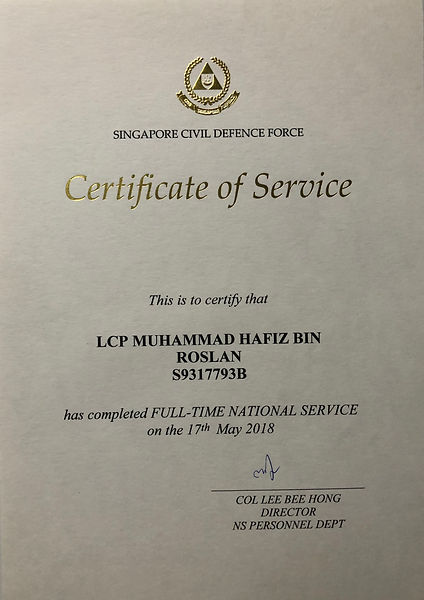 SINGAPORE CIVIL DEFENCE FORCE
Certificate of Service
This is to certify that
LCP MUHAMMAD HAFIZ BIN
ROSLAN
S9317793B
has completed FULL-TIME NATIONAL SERVICE
on the 17th May 2018
COL LEE BEE HONG
DIRECTOR
NS PERSONNEL DEPT